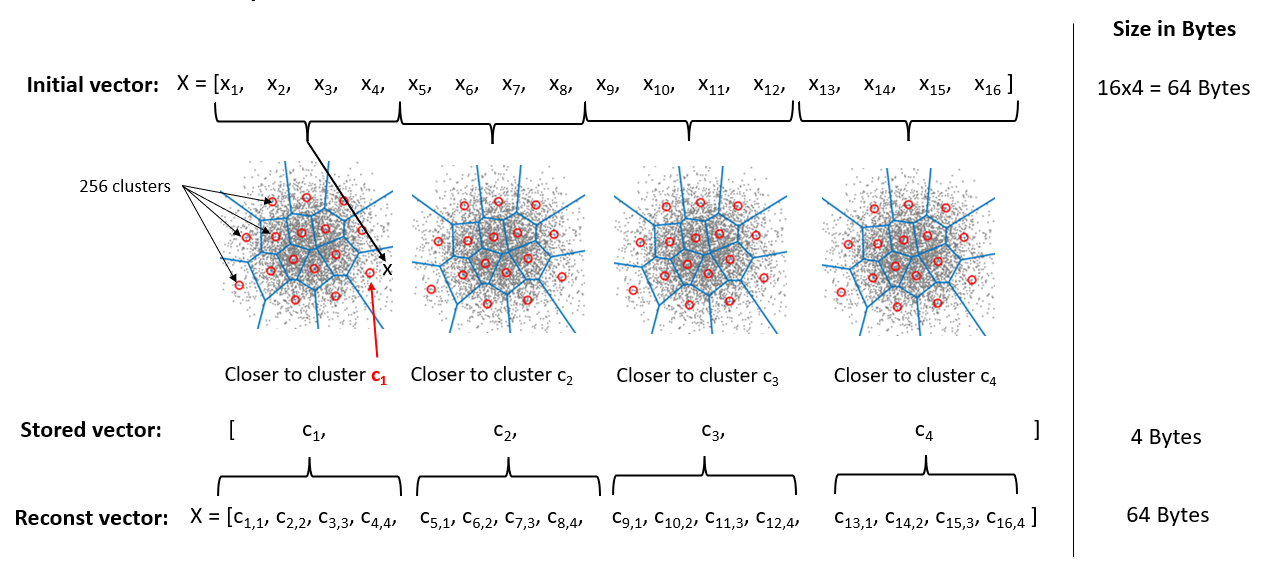 Size in Bytes
Initial vector: X = [x1, x2, x3, x4, x5, x6, x7, x8, x9, x10, x11, x12, x13, x14, x15, x16 ] 16x4 = 64 Bytes
256 clusters
X
Closer to cluster c1 Closer to cluster c2 Closer to cluster c3 Closer to cluster c4
Stored vector: [ c1, c2, c3, c4 ] 4 Bytes
Reconst vector: X = [c1,1, c2,2, c3,3, c4,4, c5,1, c6,2, c7,3, c8,4, c9,1, c10,2, c11,3, c12,4, c13,1, c14,2, c15,3, c16,4 ] 64 Bytes